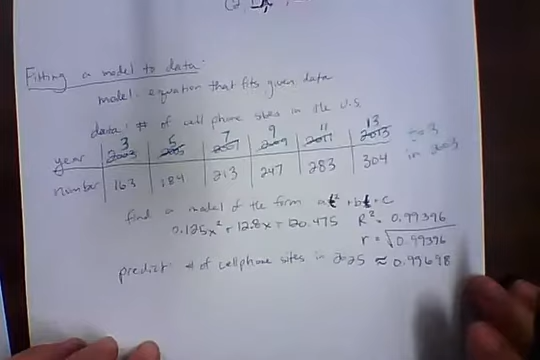 Fitting a model to data:
model: equation that fits given data
data: # of cell phone sites in the U.S.
3 5 7 9 11 13
year 2003 2005 2007 2009 2011 2013
in 2003
number 163 184 213 247 283 304
find a model of the form at² + bt + c
0.125x² + 12.8x + 120.475 R² = 0.99396
r = √0.99396
predict # of cellphone sites in 2025 ≈ 0.99698